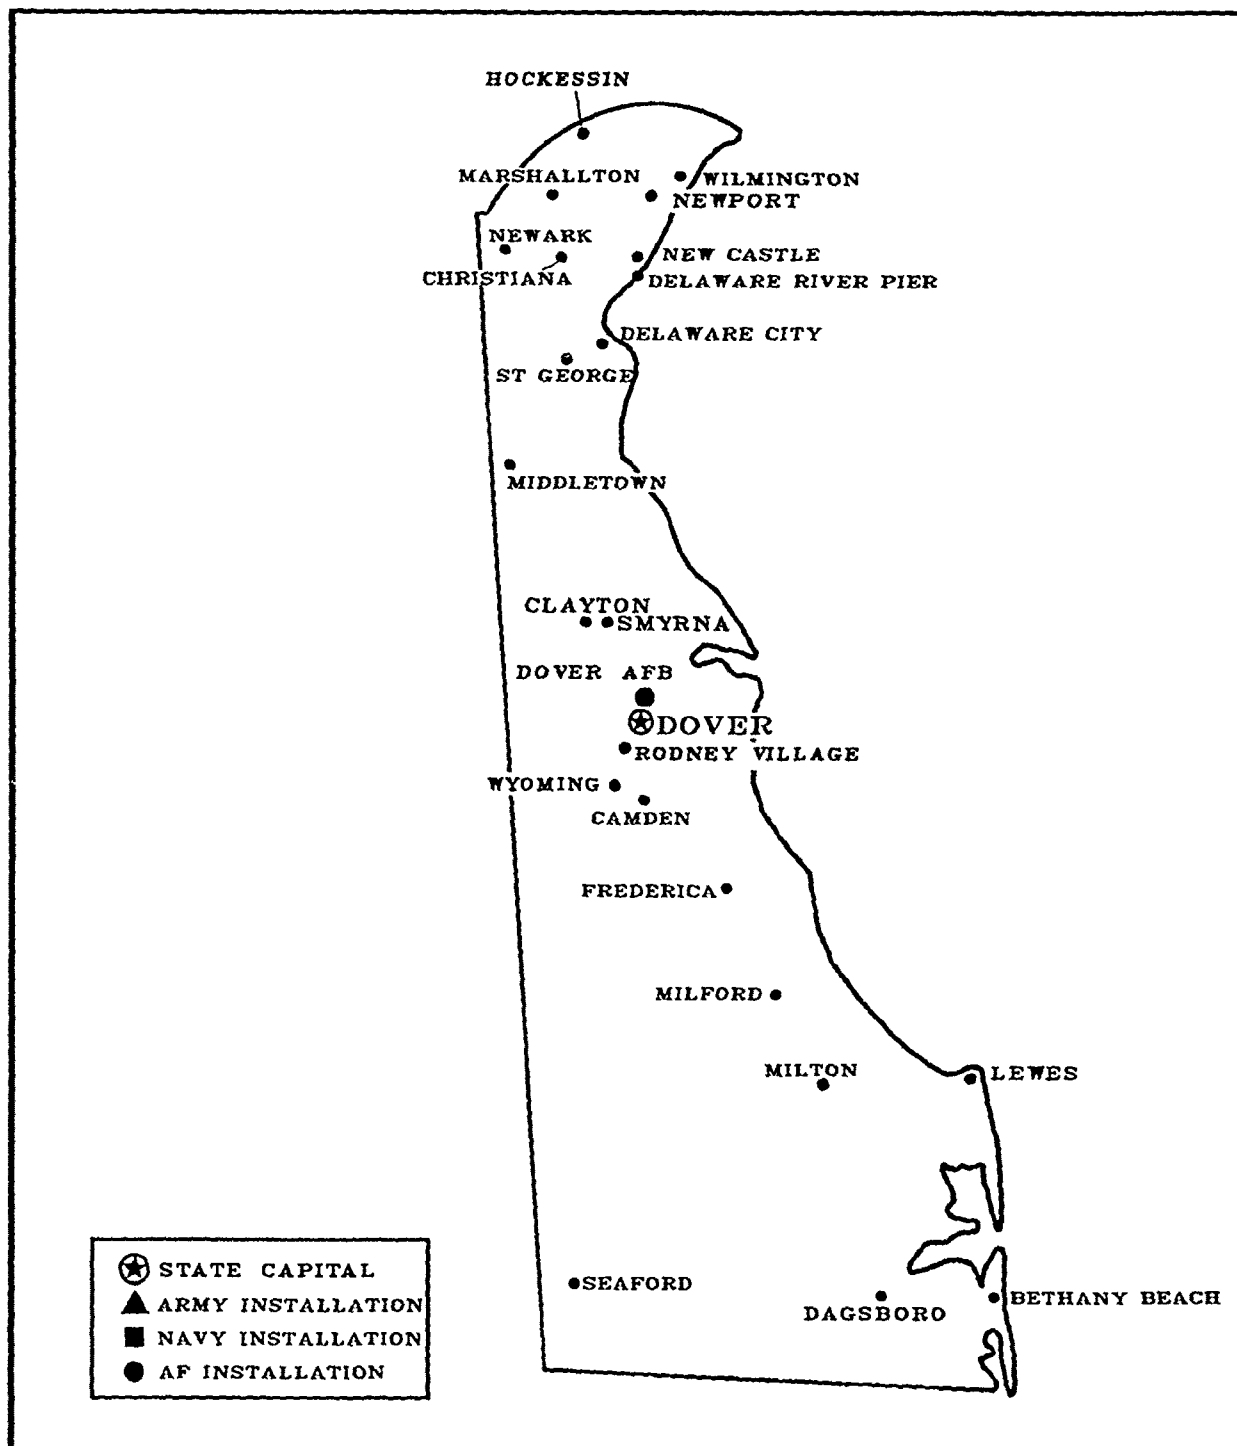 HOCKESSIN
MARSHALLTON
WILMINGTON
NEWPORT
NEWARK
NEW CASTLE
CHRISTIANA
DELAWARE RIVER PIER
DELAWARE CITY
ST GEORGE
MIDDLETOWN
CLAYTON
SMYRNA
DOVER AFB
DOVER
RODNEY VILLAGE
WYOMING
CAMDEN
FREDERICA
MILFORD
MILTON
LEWES
SEAFORD
DAGSBORO
BETHANY BEACH
STATE CAPITAL
ARMY INSTALLATION
NAVY INSTALLATION
AF INSTALLATION